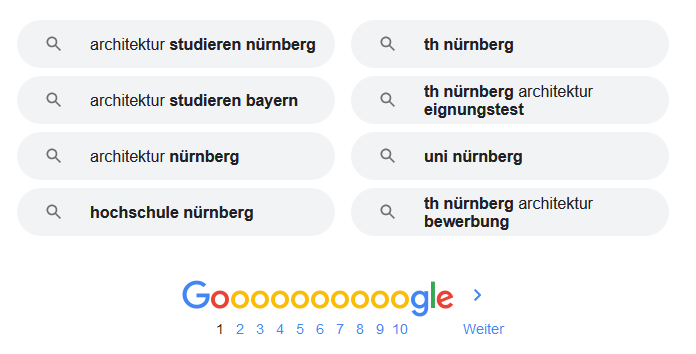 architektur studieren nürnberg
th nürnberg
architektur studieren bayern
th nürnberg architektur
eignungstest
architektur nürnberg
uni nürnberg
hochschule nürnberg
th nürnberg architektur
bewerbung
Goooooooooogle >
1 2 3 4 5 6 7 8 9 10 Weiter